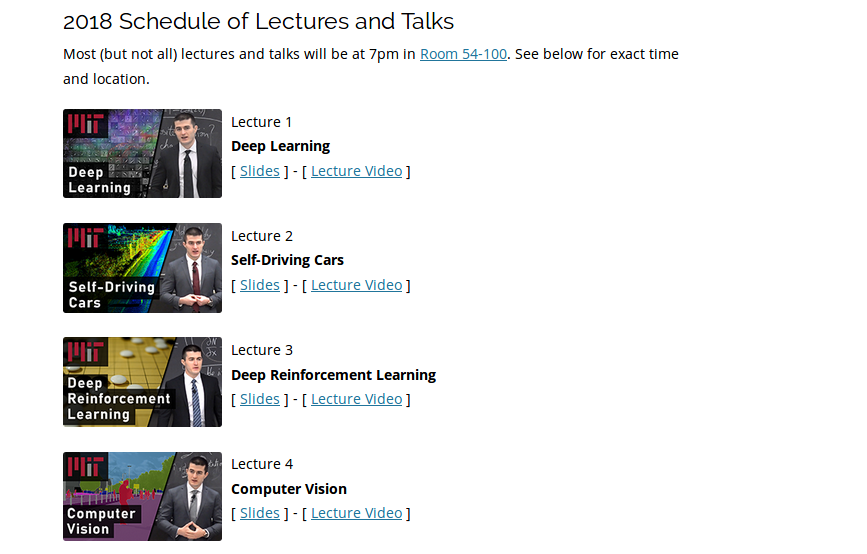 2018 Schedule of Lectures and Talks
Most (but not all) lectures and talks will be at 7pm in Room 54-100. See below for exact time
and location.
MIT
Deep
Learning
Lecture 1
Deep Learning
[ Slides ] - [ Lecture Video ]
MIT
Self-Driving
Cars
Lecture 2
Self-Driving Cars
[ Slides ] - [ Lecture Video ]
MIT
Deep
Reinforcement
Learning
Lecture 3
Deep Reinforcement Learning
[ Slides ] - [ Lecture Video ]
MIT
Computer
Vision
Lecture 4
Computer Vision
[ Slides ] - [ Lecture Video ]